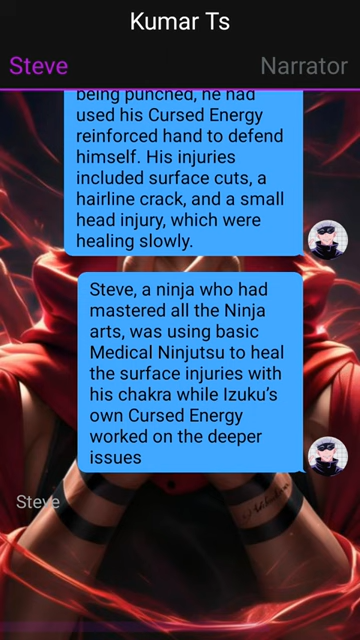 Kumar Ts
Steve
Narrator
being punched, he had
used his Cursed Energy
reinforced hand to defend
himself. His injuries
included surface cuts, a
hairline crack, and a small
head injury, which were
healing slowly.
Steve, a ninja who had
mastered all the Ninja
arts, was using basic
Medical Ninjutsu to heal
the surface injuries with
his chakra while Izuku’s
own Cursed Energy
worked on the deeper
issues
Steve